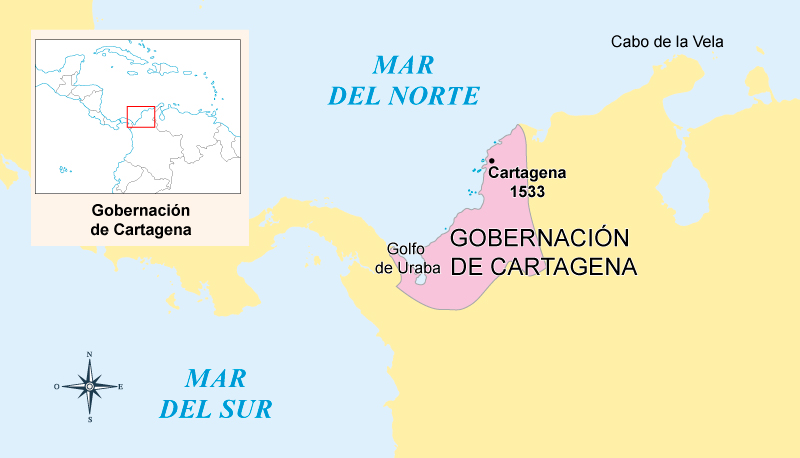 Cabo de la Vela
MAR
DEL NORTE
Cartagena
1533
Gobernación
de Cartagena
GOBERNACIÓN
DE CARTAGENA
Golfo
de Uraba
N
O
E
S
MAR
DEL SUR